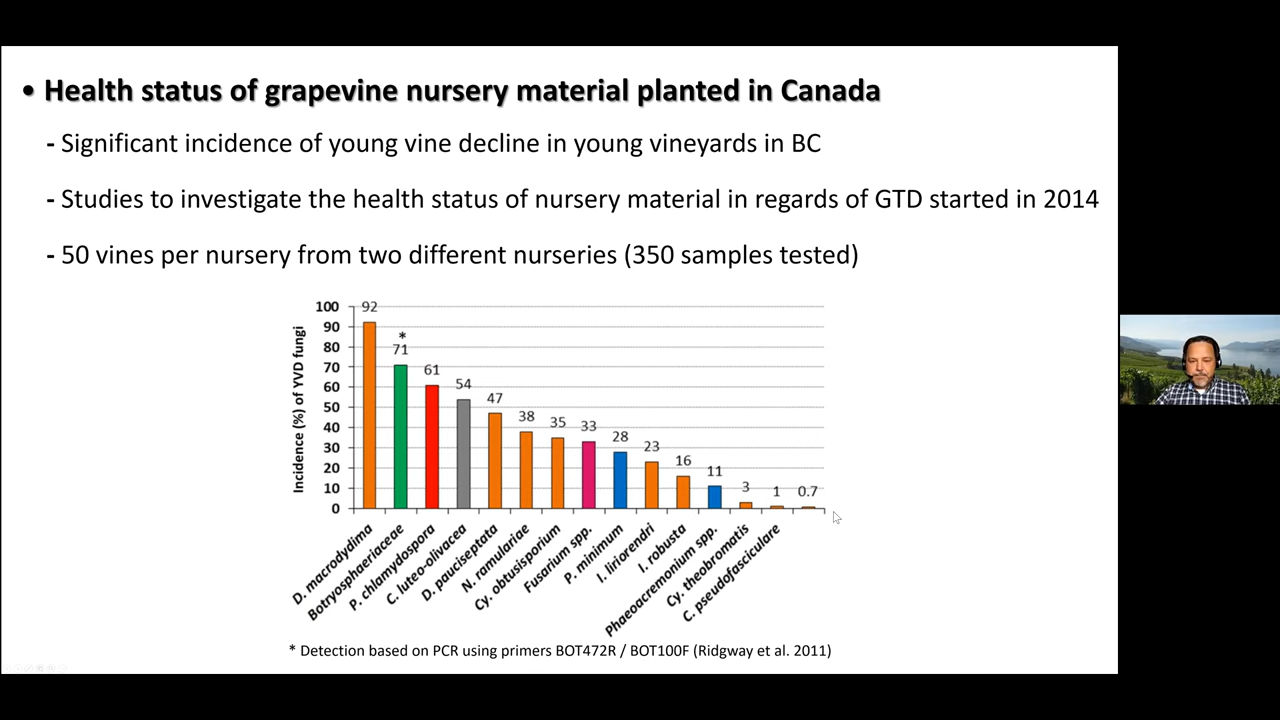 • Health status of grapevine nursery material planted in Canada
- Significant incidence of young vine decline in young vineyards in BC
- Studies to investigate the health status of nursery material in regards of GTD started in 2014
- 50 vines per nursery from two different nurseries (350 samples tested)
Incidence (%) of YVD fungi
100
90
80
70
60
50
40
30
20
10
0
92
*
71
61
54
47
38
35
33
28
23
16
11
3
1
0.7
D. macrodydima
Botryosphaeriaceae
P. chlamydospora
C. luteo-olivacea
D. pauciseptata
N. ramulariae
Cy. obtusisporium
Fusarium spp.
P. minimum
I. liriorendri
I. robusta
Phaeoacremonium spp.
Cy. theobromatis
C. pseudofasciculare
* Detection based on PCR using primers BOT472R / BOT100F (Ridgway et al. 2011)